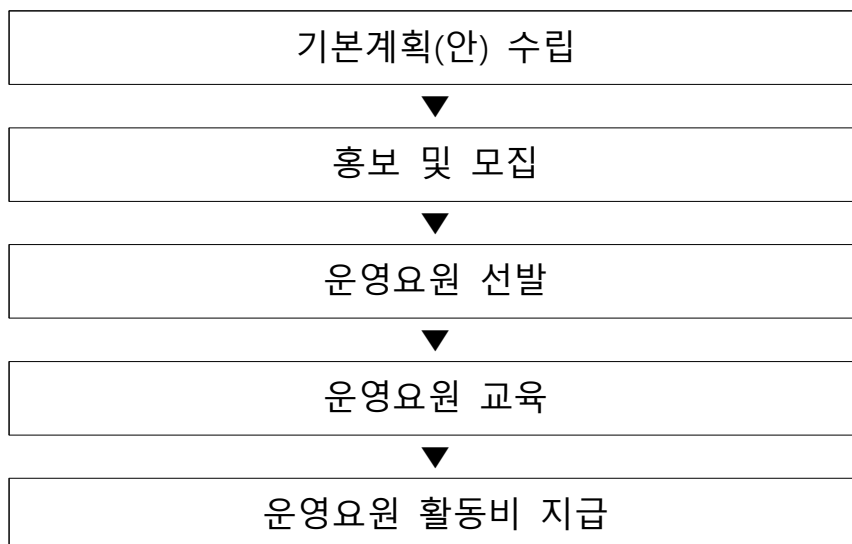 기본계획(안) 수립
▼
홍보 및 모집
▼
운영요원 선발
▼
운영요원 교육
▼
운영요원 활동비 지급